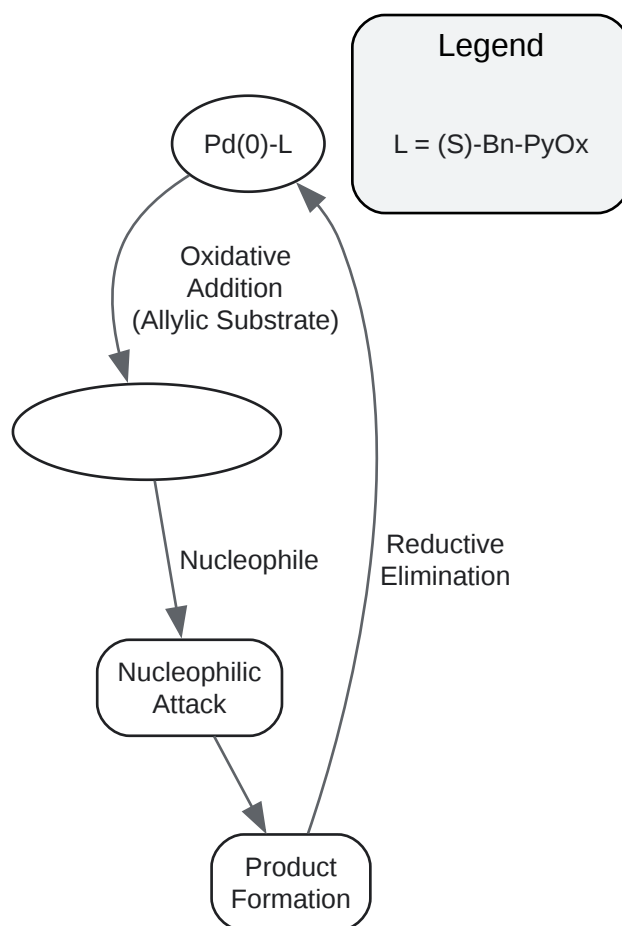 Legend
L = (S)-Bn-PyOx
Pd(0)-L
Oxidative
Addition
(Allylic Substrate)
Nucleophile
Reductive
Elimination
Nucleophilic
Attack
Product
Formation